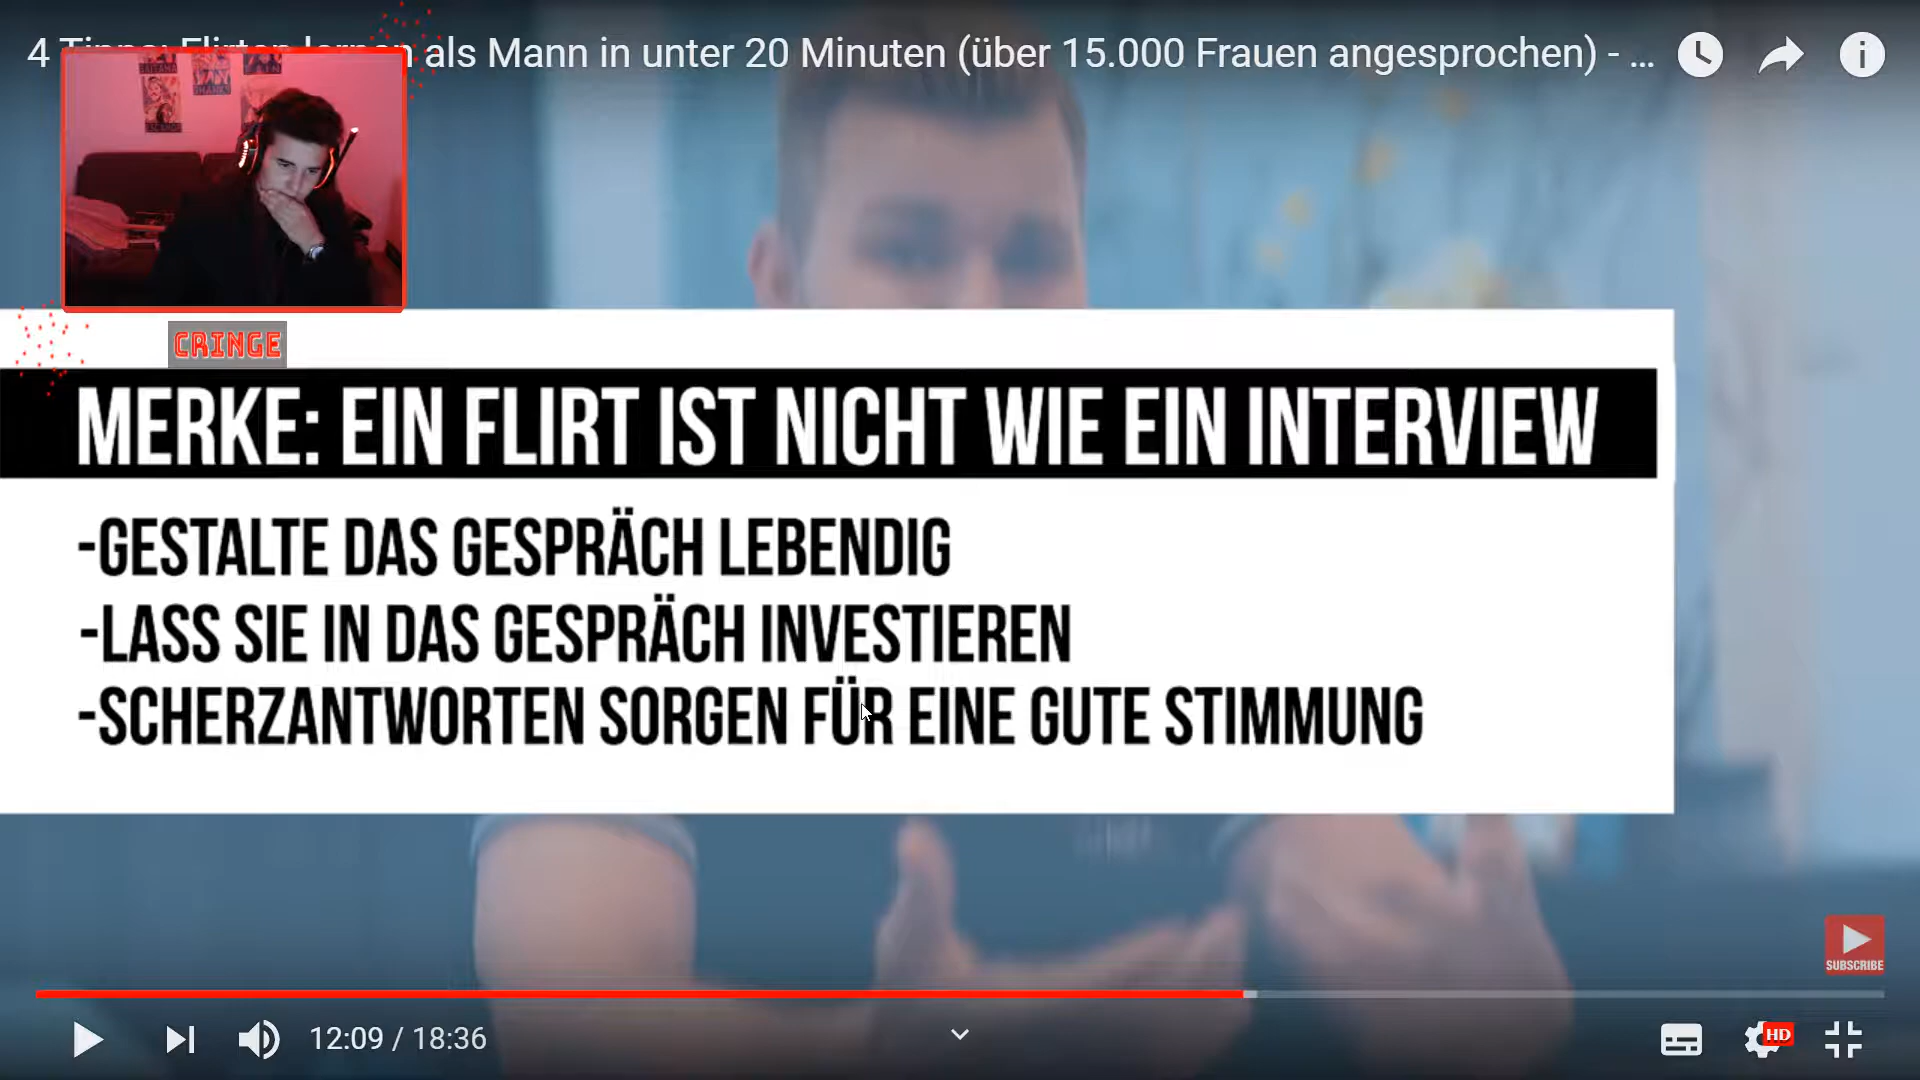 4 Tipps: Flirten lernen als Mann in unter 20 Minuten (über 15.000 Frauen angesprochen) - ...
CRINGE
MERKE: EIN FLIRT IST NICHT WIE EIN INTERVIEW
-GESTALTE DAS GESPRÄCH LEBENDIG
-LASS SIE IN DAS GESPRÄCH INVESTIEREN
-SCHERZANTWORTEN SORGEN FÜR EINE GUTE STIMMUNG
SUBSCRIBE
12:09 / 18:36
HD